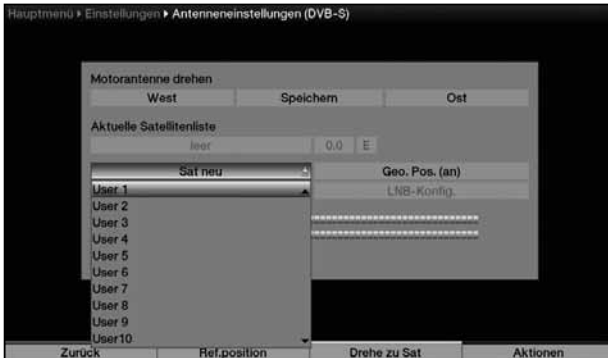 Hauptmenü ▸ Einstellungen ▸ Antenneneinstellungen (DVB-S)
Motorantenne drehen
West Speichern Ost
Aktuelle Satellitenliste
leer 0.0 E
Sat neu Geo. Pos. (an)
User 1 LNB-Konfig.
User 2
User 3
User 4
User 5
User 6
User 7
User 8
User 9
User10
Zurück Ref.position Drehe zu Sat Aktionen